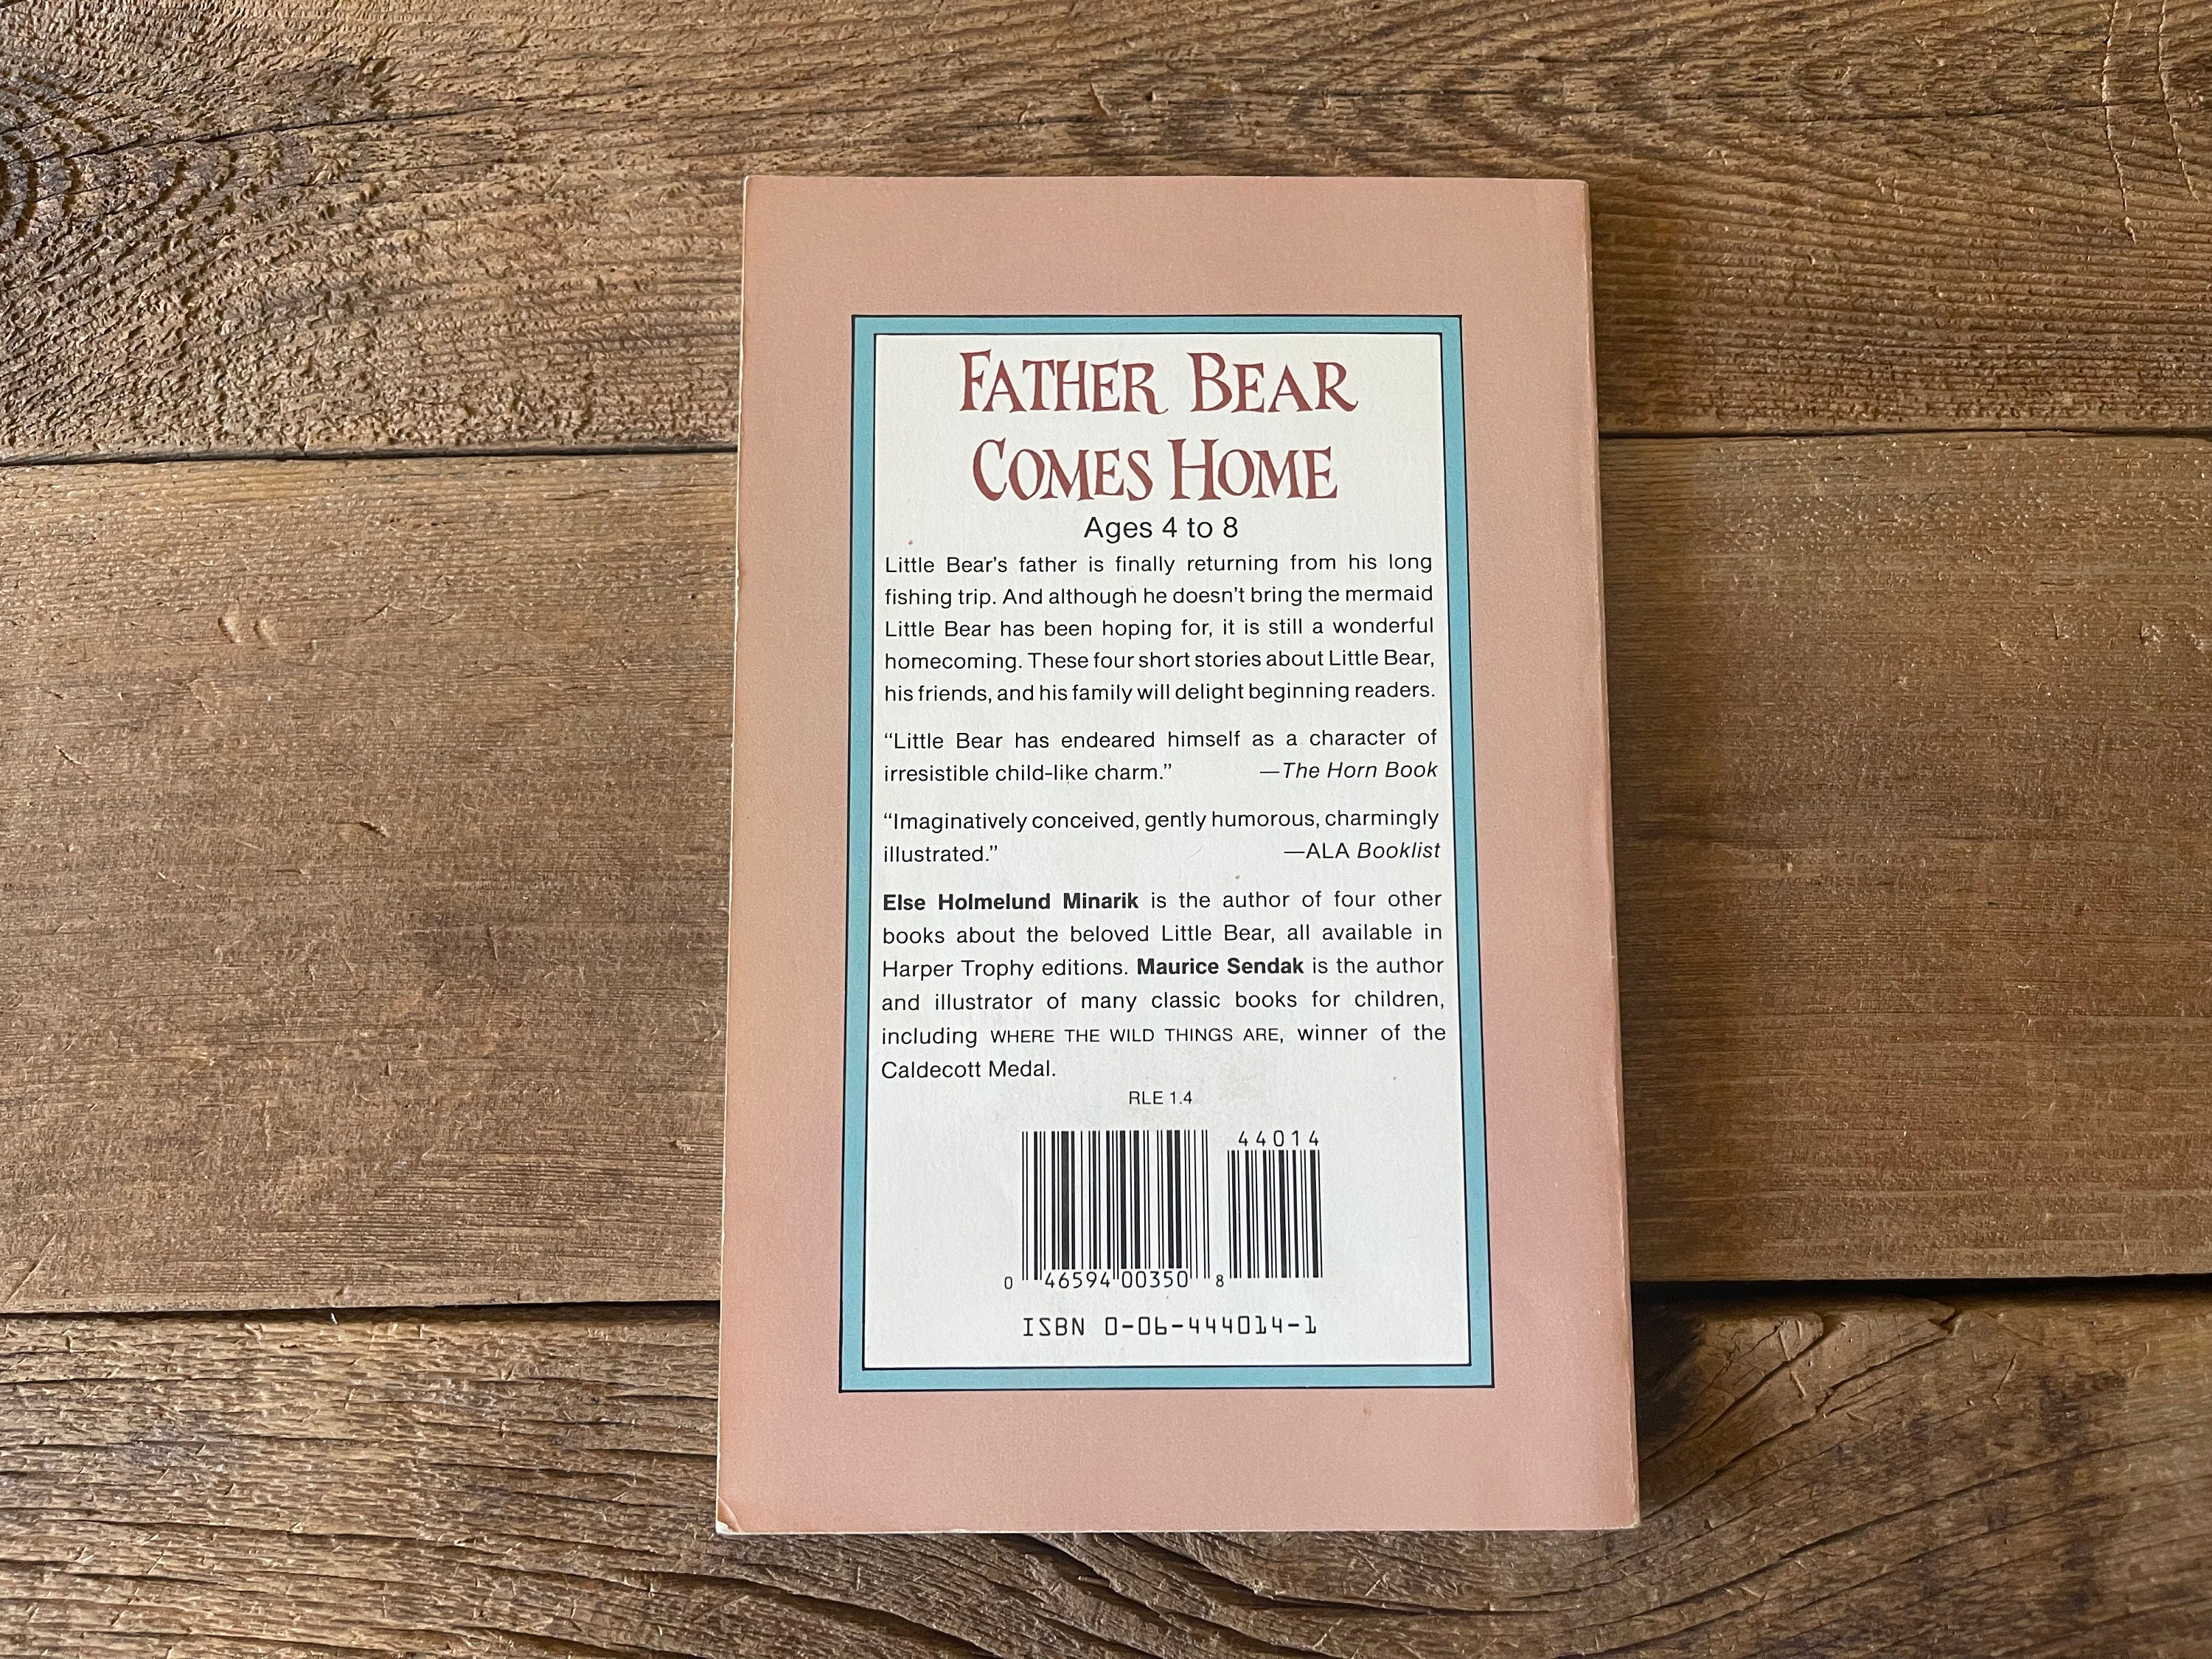 FATHER BEAR
COMES HOME
Ages 4 to 8
Little Bear's father is finally returning from his long
fishing trip. And although he doesn't bring the mermaid
Little Bear has been hoping for, it is still a wonderful
homecoming. These four short stories about Little Bear,
his friends, and his family will delight beginning readers.
“Little Bear has endeared himself as a character of
irresistible child-like charm.” —The Horn Book
“Imaginatively conceived, gently humorous, charmingly
illustrated.” —ALA Booklist
Else Holmelund Minarik is the author of four other
books about the beloved Little Bear, all available in
Harper Trophy editions. Maurice Sendak is the author
and illustrator of many classic books for children,
including WHERE THE WILD THINGS ARE, winner of the
Caldecott Medal.
RLE 1.4
44014
0 46594 00350 8
ISBN 0-06-444014-1